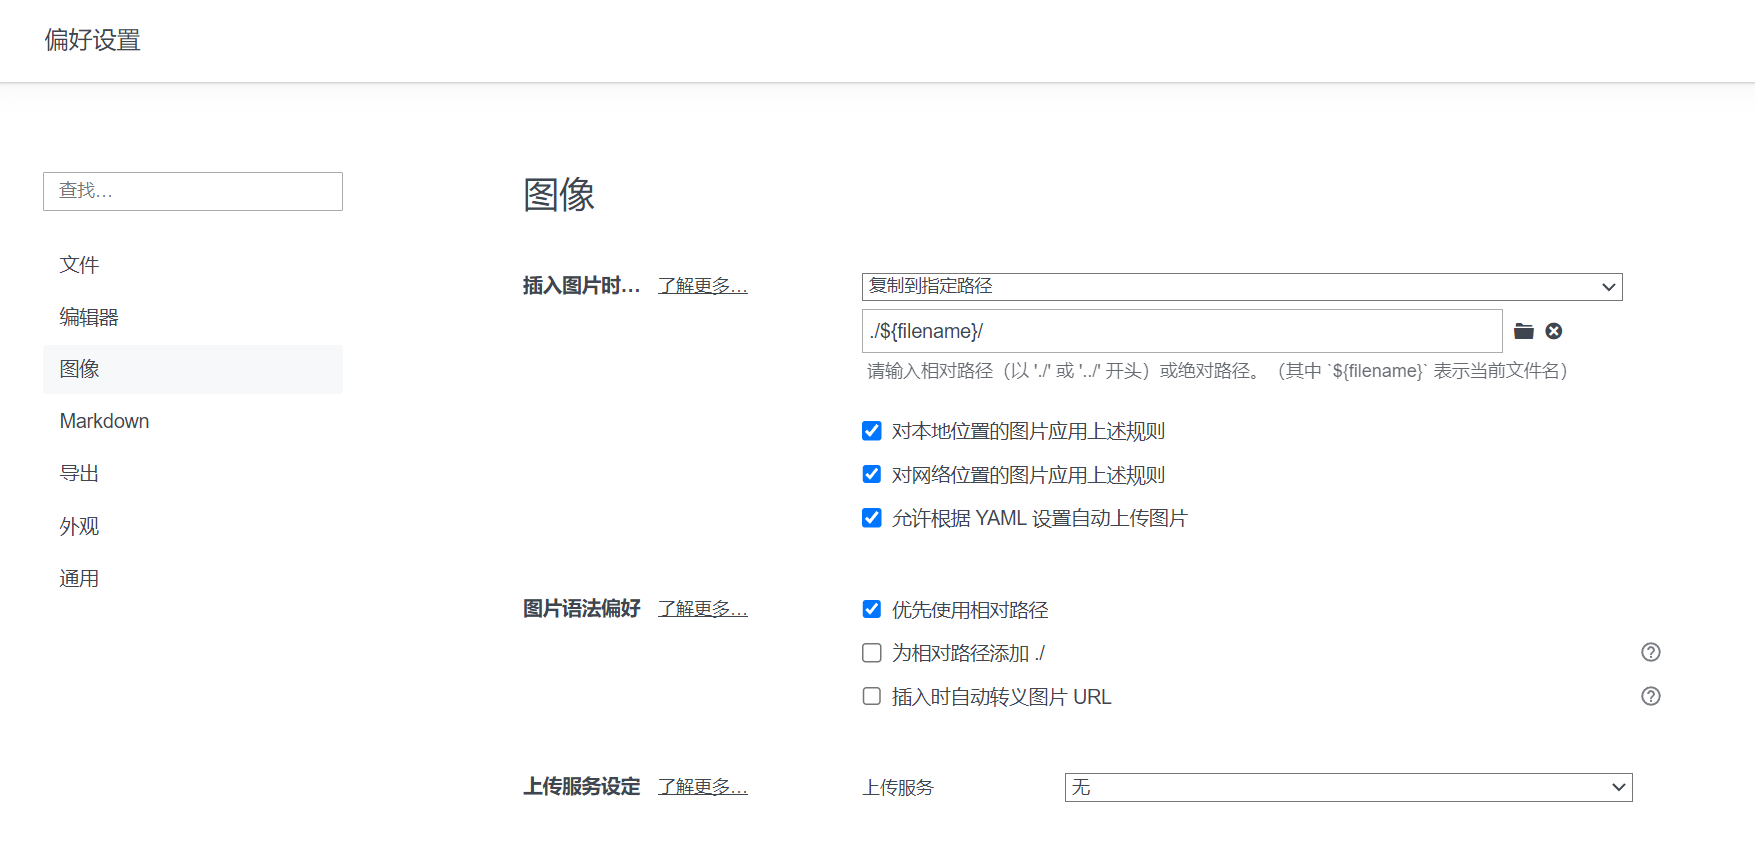 偏好设置
查找...
文件
编辑器
图像
Markdown
导出
外观
通用
图像
插入图片时... 了解更多... 复制到指定路径
./${filename}/
请输入相对路径（以 './' 或 '../' 开头）或绝对路径。（其中 `${filename}` 表示当前文件名）
对本地位置的图片应用上述规则
对网络位置的图片应用上述规则
允许根据 YAML 设置自动上传图片
图片语法偏好 了解更多... 优先使用相对路径
为相对路径添加 ./
插入时自动转义图片 URL
上传服务设定 了解更多... 上传服务 无